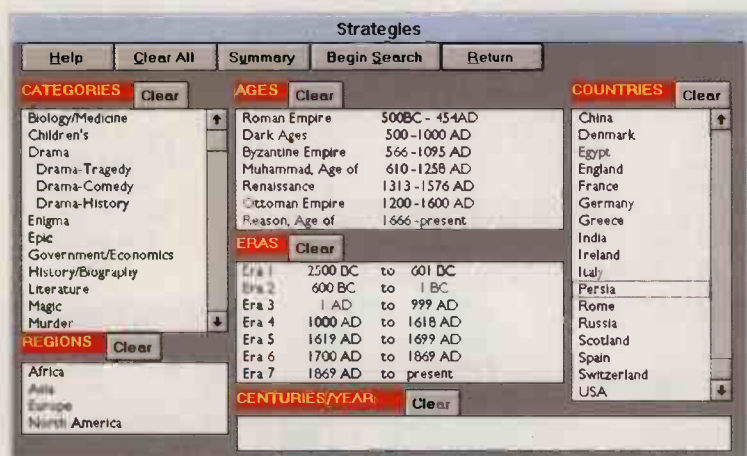 Strategies
Help Clear All Summary Begin Search Return
CATEGORIES Clear
Biology/Medicine
Children's
Drama
Drama-Tragedy
Drama-Comedy
Drama-History
Enigma
Epic
Government/Economics
History/Biography
Literature
Magic
Murder
REGIONS Clear
Africa
Asia
Europe
North America
AGES Clear
Roman Empire 500BC - 454AD
Dark Ages 500-1000 AD
Byzantine Empire 566-1095 AD
Muhammad, Age of 610-1258 AD
Renaissance 1313-1576 AD
Ottoman Empire 1200-1600 AD
Reason, Age of 1666-present
ERAS Clear
Era 1 2500 BC to 601 BC
Era 2 600 BC to 1 BC
Era 3 1 AD to 999 AD
Era 4 1000 AD to 1618 AD
Era 5 1619 AD to 1699 AD
Era 6 1700 AD to 1869 AD
Era 7 1869 AD to present
CENTURIES/YEAR: Clear
COUNTRIES Clear
China
Denmark
Egypt
England
France
Germany
Greece
India
Ireland
Italy
Persia
Rome
Russia
Scotland
Spain
Switzerland
USA